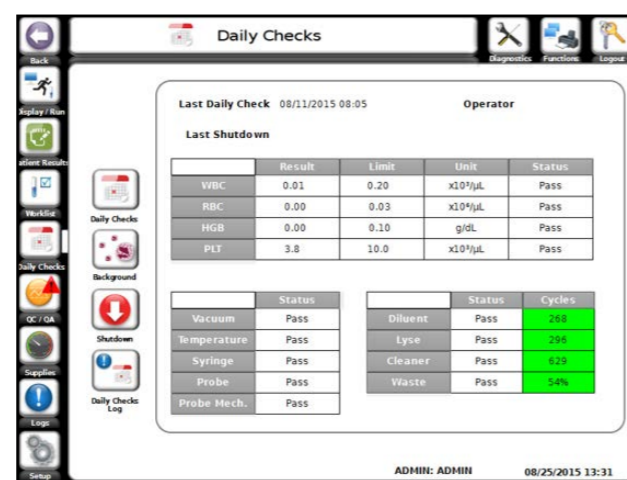 Daily Checks
Back
Diagnostics
Functions
Logout
Display / Run
Patient Results
Worklist
Daily Checks
QC / QA
Supplies
Logs
Setup
Daily Checks
Background
Shutdown
Daily Checks
Log
Last Daily Check 08/11/2015 08:05 Operator
Last Shutdown
Result Limit Unit Status
WBC 0.01 0.20 x10³/µL Pass
RBC 0.00 0.03 x10⁶/µL Pass
HGB 0.00 0.10 g/dL Pass
PLT 3.8 10.0 x10³/µL Pass
Status
Vacuum Pass
Temperature Pass
Syringe Pass
Probe Pass
Probe Mech. Pass
Status Cycles
Diluent Pass 268
Lyse Pass 296
Cleaner Pass 629
Waste Pass 54%
ADMIN: ADMIN 08/25/2015 13:31